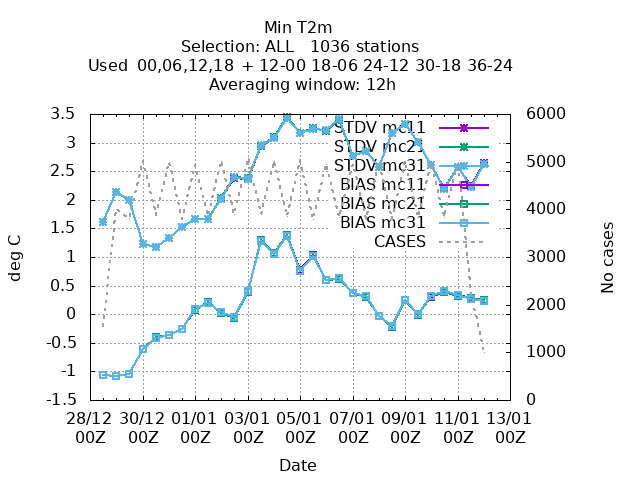 Min T2m
Selection: ALL   1036 stations
Used  00,06,12,18  + 12-00 18-06 24-12 30-18 36-24
Averaging window: 12h
3.5
3
2.5
2
1.5
1
0.5
0
-0.5
-1
-1.5
6000
5000
4000
3000
2000
1000
0
STDV mc11
STDV mc21
STDV mc31
BIAS mc11
BIAS mc21
BIAS mc31
CASES
deg C
No cases
28/12 30/12 01/01 03/01 05/01 07/01 09/01 11/01 13/01
00Z 00Z 00Z 00Z 00Z 00Z 00Z 00Z 00Z
Date